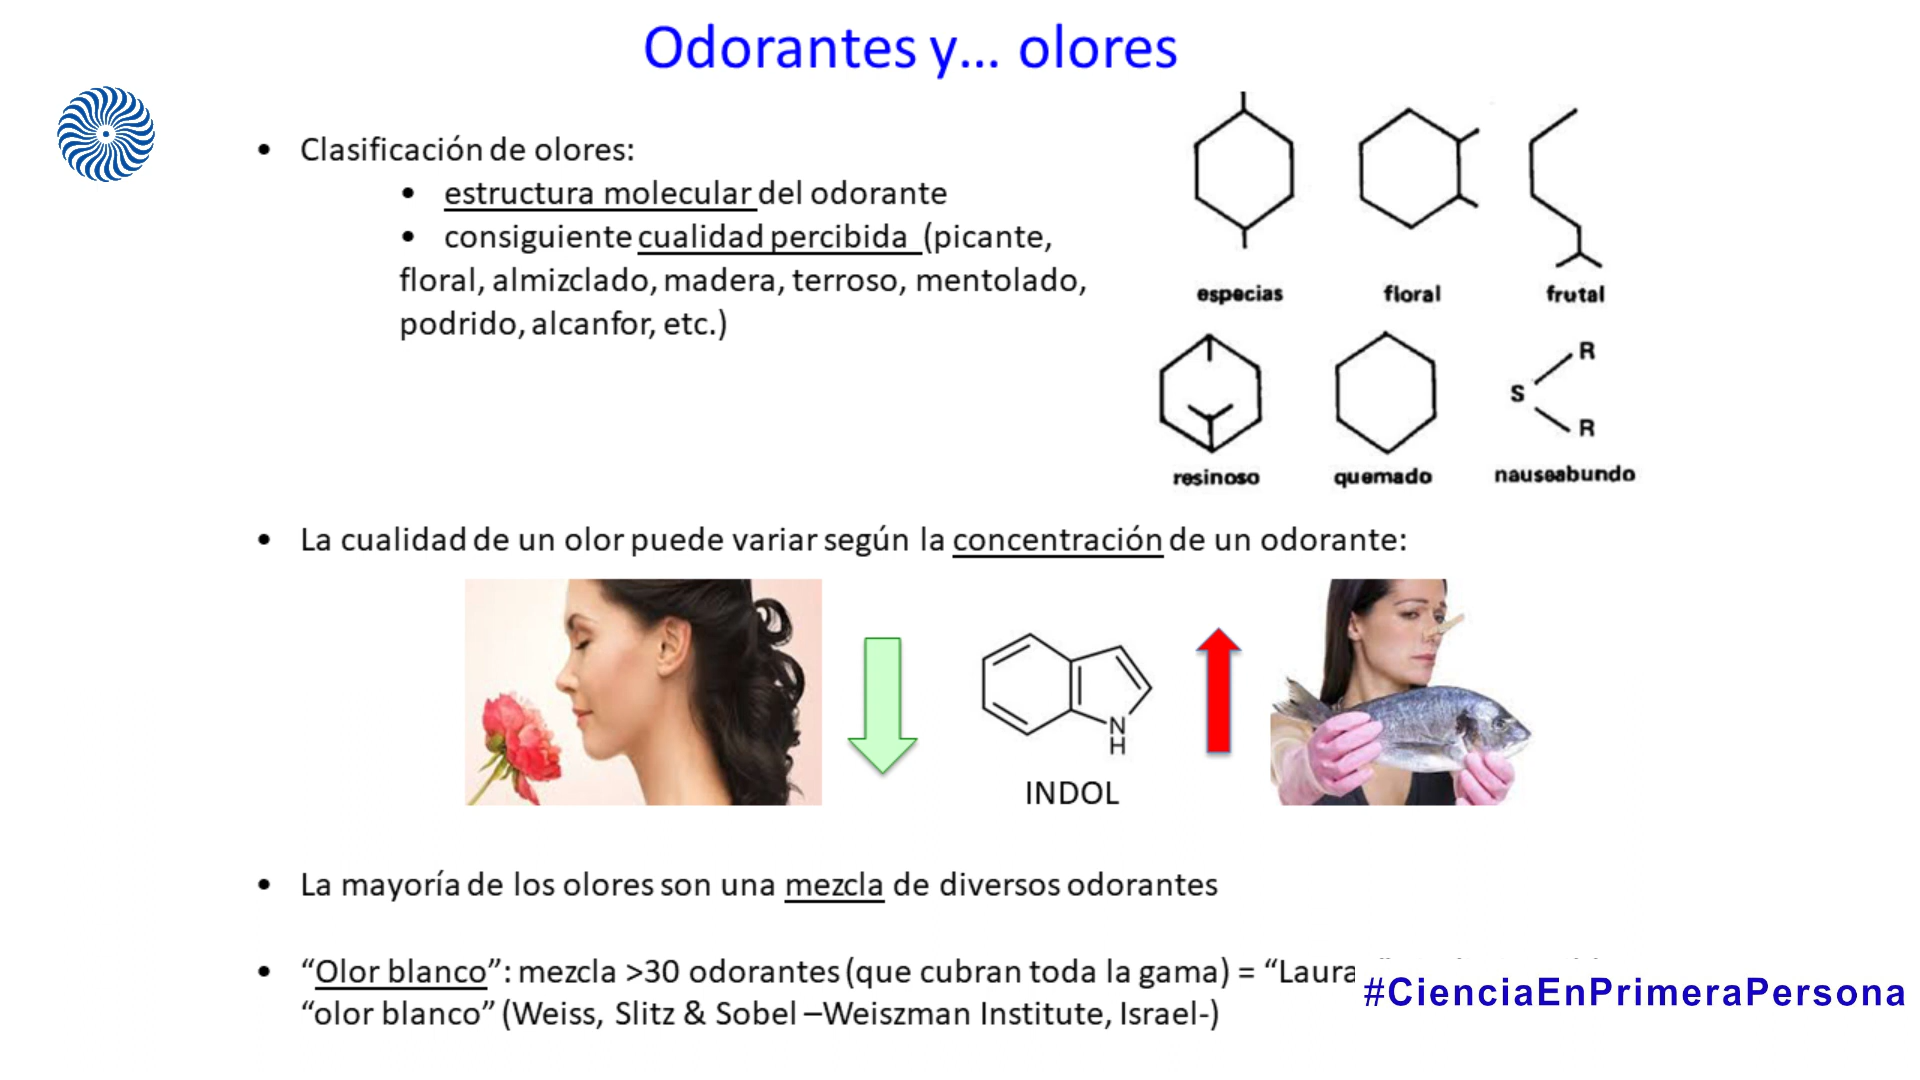 Odorantes y... olores
• Clasificación de olores:
• estructura molecular del odorante
• consiguiente cualidad percibida (picante,
floral, almizclado, madera, terroso, mentolado,
podrido, alcanfor, etc.)
especias
floral
frutal
resinoso
quemado
S
R
R
nauseabundo
• La cualidad de un olor puede variar según la concentración de un odorante:
N
H
INDOL
• La mayoría de los olores son una mezcla de diversos odorantes
• “Olor blanco”: mezcla >30 odorantes (que cubran toda la gama) = “Laura
“olor blanco” (Weiss, Slitz & Sobel –Weiszman Institute, Israel-)
#CienciaEnPrimeraPersona